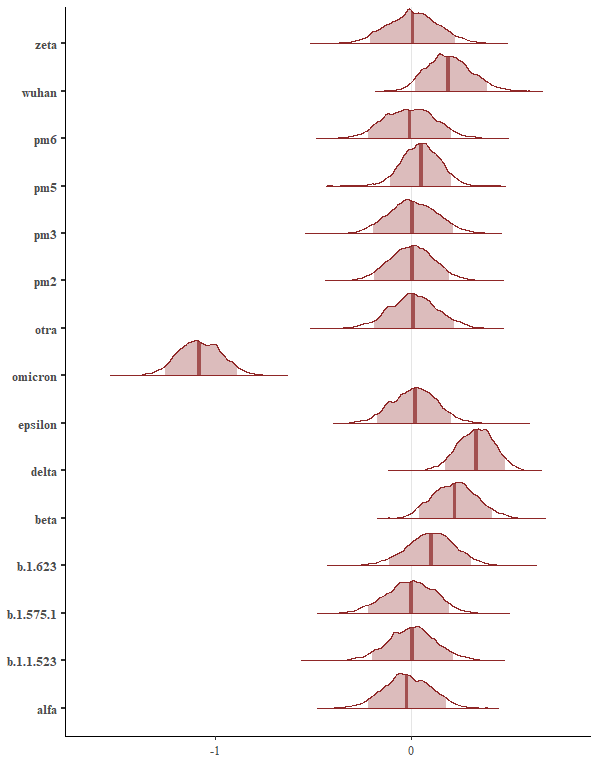 zeta
wuhan
pm6
pm5
pm3
pm2
otra
omicron
epsilon
delta
beta
b.1.623
b.1.575.1
b.1.1.523
alfa
-1 0